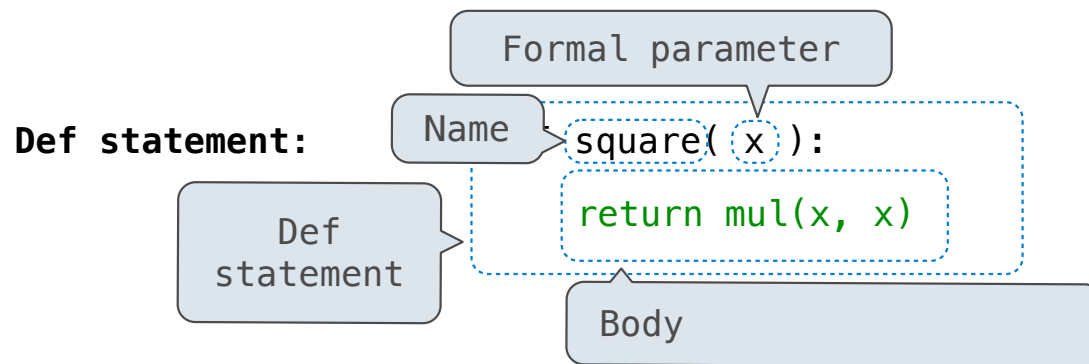 Formal parameter
Def statement: Name square( x ):
Def
statement
return mul(x, x)
Body